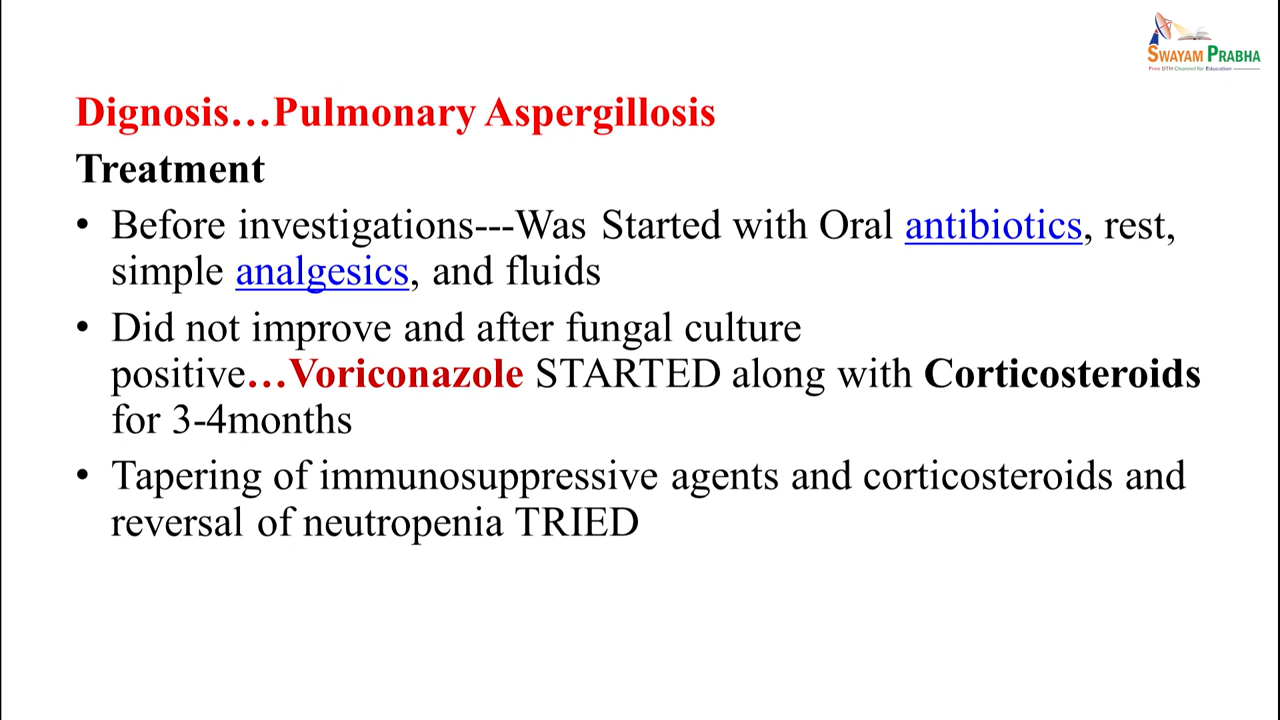 SWAYAM PRABHA
Free DTH Channel for Education
Dignosis...Pulmonary Aspergillosis
Treatment
• Before investigations---Was Started with Oral antibiotics, rest,
simple analgesics, and fluids
• Did not improve and after fungal culture
positive...Voriconazole STARTED along with Corticosteroids
for 3-4months
• Tapering of immunosuppressive agents and corticosteroids and
reversal of neutropenia TRIED